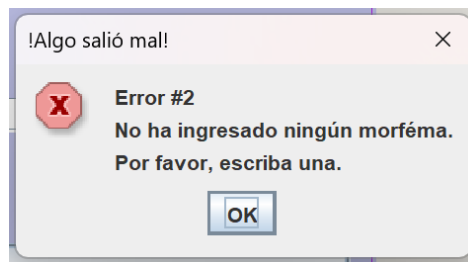 !Algo salió mal!
Error #2
No ha ingresado ningún morféma.
Por favor, escriba una.
OK